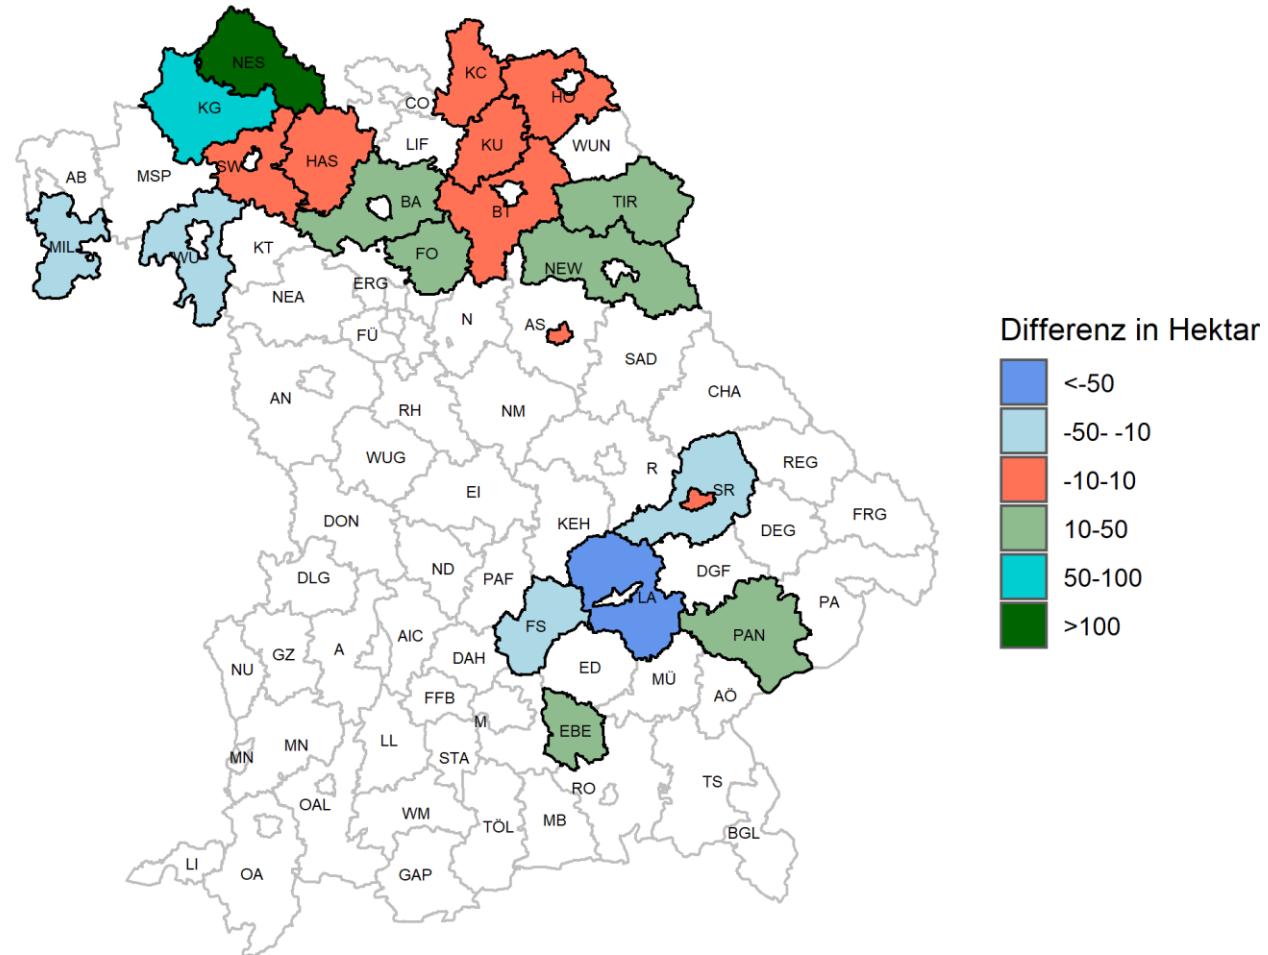 NES
KC
HO
KG
CO
LIF
KU
WUN
SW
HAS
AB
MSP
BA
BT
TIR
MIL
WÜ
KT
FO
NEW
NEA
ERG
FÜ
N
AS
SAD
AN
RH
NM
CHA
WUG
R
REG
EI
SR
DON
KEH
DEG
FRG
DLG
ND
PAF
DGF
LA
PA
NU
GZ
A
AIC
DAH
FS
PAN
ED
MÜ
AÖ
FFB
M
EBE
MN
MN
LL
STA
RO
TS
OAL
WM
TÖL
MB
BGL
LI
OA
GAP
Differenz in Hektar
<-50
-50- -10
-10-10
10-50
50-100
>100